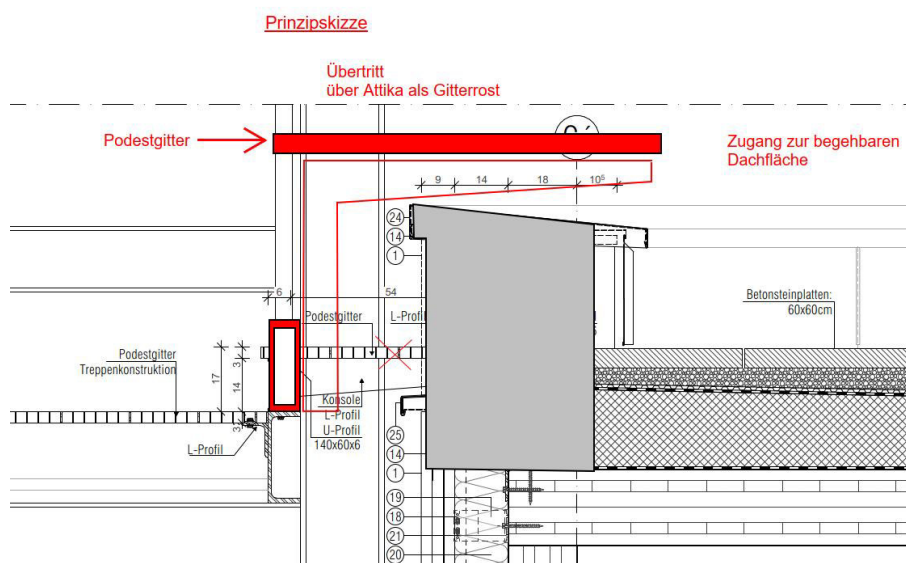 Prinzipskizze
Übertritt
über Attika als Gitterrost
Podestgitter
Zugang zur begehbaren
Dachfläche
9
14
18
10⁵
24
14
1
6
54
Podestgitter
L-Profil
Betonsteinplatten:
60x60cm
Podestgitter
Treppenkonstruktion
17
3
14
3
L-Profil
Konsole
L-Profil
U-Profil
140x60x6
25
14
1
19
18
21
20